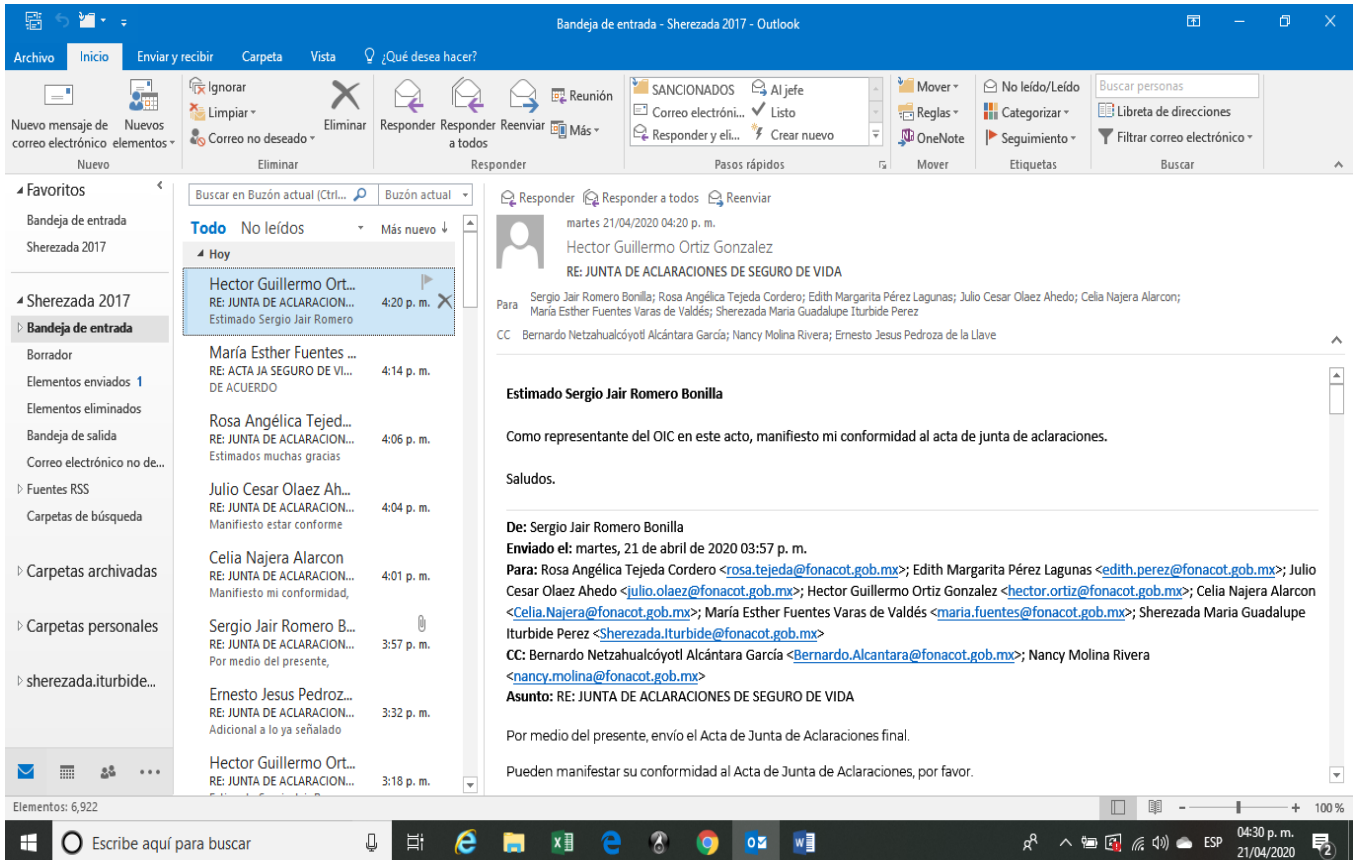 Bandeja de entrada - Sherezada 2017 - Outlook
Archivo Inicio Enviar y recibir Carpeta Vista ¿Qué desea hacer?
Nuevo mensaje de correo electrónico
Nuevos elementos
Nuevo
Ignorar
Limpiar
Correo no deseado
Eliminar
Eliminar
Responder
Responder a todos
Reenviar
Reunión
Más
Responder
SANCIONADOS
Correo electróni...
Responder y eli...
Al jefe
Listo
Crear nuevo
Pasos rápidos
Mover
Reglas
OneNote
Mover
No leído/Leído
Categorizar
Seguimiento
Etiquetas
Buscar personas
Libreta de direcciones
Filtrar correo electrónico
Buscar
Favoritos
Bandeja de entrada
Sherezada 2017
Sherezada 2017
Bandeja de entrada
Borrador
Elementos enviados 1
Elementos eliminados
Bandeja de salida
Correo electrónico no de...
Fuentes RSS
Carpetas de búsqueda
Carpetas archivadas
Carpetas personales
sherezada.iturbide...
Buscar en Buzón actual (Ctrl... Buzón actual
Todo No leídos Más nuevo
Hoy
Hector Guillermo Ort...
RE: JUNTA DE ACLARACION... 4:20 p. m.
Estimado Sergio Jair Romero
María Esther Fuentes ...
RE: ACTA JA SEGURO DE VI... 4:14 p. m.
DE ACUERDO
Rosa Angélica Tejed...
RE: JUNTA DE ACLARACION... 4:06 p. m.
Estimados muchas gracias
Julio Cesar Olaez Ah...
RE: JUNTA DE ACLARACION... 4:04 p. m.
Manifiesto estar conforme
Celia Najera Alarcon
RE: JUNTA DE ACLARACION... 4:01 p. m.
Manifiesto mi conformidad,
Sergio Jair Romero B...
RE: JUNTA DE ACLARACION... 3:57 p. m.
Por medio del presente,
Ernesto Jesus Pedroz...
RE: JUNTA DE ACLARACION... 3:32 p. m.
Adicional a lo ya señalado
Hector Guillermo Ort...
RE: JUNTA DE ACLARACION... 3:18 p. m.
Responder Responder a todos Reenviar
martes 21/04/2020 04:20 p. m.
Hector Guillermo Ortiz Gonzalez
RE: JUNTA DE ACLARACIONES DE SEGURO DE VIDA
Para Sergio Jair Romero Bonilla; Rosa Angélica Tejeda Cordero; Edith Margarita Pérez Lagunas; Julio Cesar Olaez Ahedo; Celia Najera Alarcon;
María Esther Fuentes Varas de Valdés; Sherezada Maria Guadalupe Iturbide Perez
CC Bernardo Netzahualcóyotl Alcántara García; Nancy Molina Rivera; Ernesto Jesus Pedroza de la Llave
Estimado Sergio Jair Romero Bonilla
Como representante del OIC en este acto, manifiesto mi conformidad al acta de junta de aclaraciones.
Saludos.
De: Sergio Jair Romero Bonilla
Enviado el: martes, 21 de abril de 2020 03:57 p. m.
Para: Rosa Angélica Tejeda Cordero <rosa.tejeda@fonacot.gob.mx>; Edith Margarita Pérez Lagunas <edith.perez@fonacot.gob.mx>; Julio
Cesar Olaez Ahedo <julio.olaez@fonacot.gob.mx>; Hector Guillermo Ortiz Gonzalez <hector.ortiz@fonacot.gob.mx>; Celia Najera Alarcon
<Celia.Najera@fonacot.gob.mx>; María Esther Fuentes Varas de Valdés <maria.fuentes@fonacot.gob.mx>; Sherezada Maria Guadalupe
Iturbide Perez <Sherezada.Iturbide@fonacot.gob.mx>
CC: Bernardo Netzahualcóyotl Alcántara García <Bernardo.Alcantara@fonacot.gob.mx>; Nancy Molina Rivera
<nancy.molina@fonacot.gob.mx>
Asunto: RE: JUNTA DE ACLARACIONES DE SEGURO DE VIDA
Por medio del presente, envío el Acta de Junta de Aclaraciones final.
Pueden manifestar su conformidad al Acta de Junta de Aclaraciones, por favor.
Elementos: 6,922
100 %
Escribe aquí para buscar
ESP
04:30 p. m.
21/04/2020
2